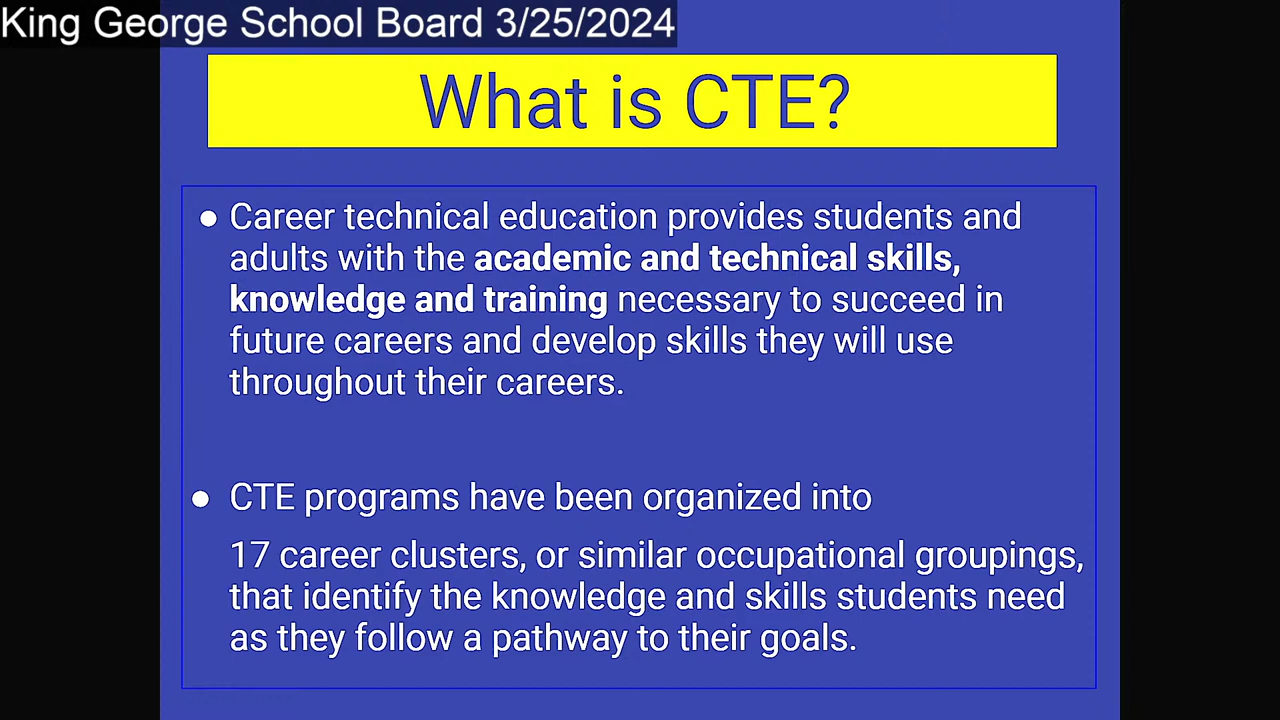 King George School Board 3/25/2024
What is CTE?
● Career technical education provides students and
adults with the academic and technical skills,
knowledge and training necessary to succeed in
future careers and develop skills they will use
throughout their careers.
● CTE programs have been organized into
17 career clusters, or similar occupational groupings,
that identify the knowledge and skills students need
as they follow a pathway to their goals.